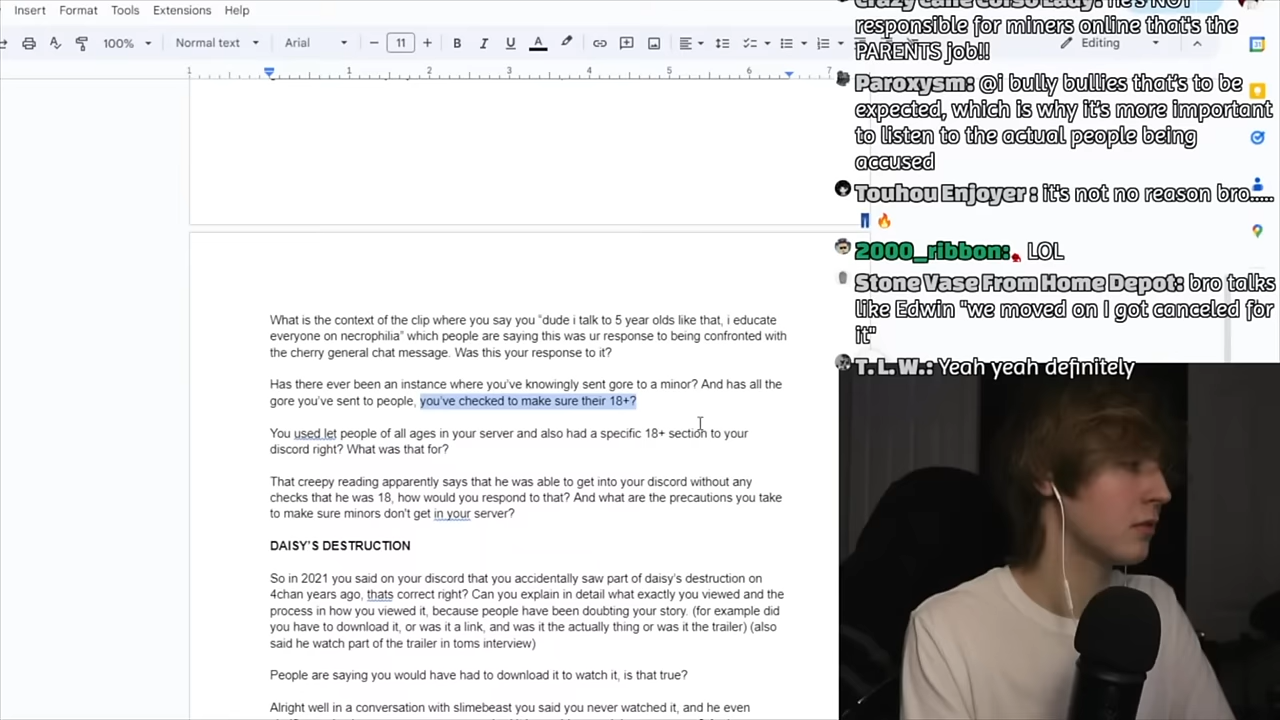 Insert Format Tools Extensions Help
100% Normal text Arial 11 B I U A Editing
1 1 2 3 4 5 6 7
What is the context of the clip where you say you “dude i talk to 5 year olds like that, i educate
everyone on necrophilia” which people are saying this was ur response to being confronted with
the cherry general chat message. Was this your response to it?
Has there ever been an instance where you’ve knowingly sent gore to a minor? And has all the
gore you’ve sent to people, you’ve checked to make sure their 18+?
You used let people of all ages in your server and also had a specific 18+ section to your
discord right? What was that for?
That creepy reading apparently says that he was able to get into your discord without any
checks that he was 18, how would you respond to that? And what are the precautions you take
to make sure minors don’t get in your server?
DAISY’S DESTRUCTION
So in 2021 you said on your discord that you accidentally saw part of daisy’s destruction on
4chan years ago, thats correct right? Can you explain in detail what exactly you viewed and the
process in how you viewed it, because people have been doubting your story. (for example did
you have to download it, or was it a link, and was it the actually thing or was it the trailer) (also
said he watch part of the trailer in toms interview)
People are saying you would have had to download it to watch it, is that true?
Alright well in a conversation with slimebeast you said you never watched it, and he even
Crazy Cane Corso Lady: he's NOT
responsible for miners online that's the
PARENTS job!!
Paroxysm: @i bully bullies that's to be
expected, which is why it's more important
to listen to the actual people being
accused
Touhou Enjoyer : it's not no reason bro.....
👖 🔥
2000_ribbon: LOL
Stone Vase From Home Depot: bro talks
like Edwin "we moved on I got canceled for
it"
T. L. W.: Yeah yeah definitely